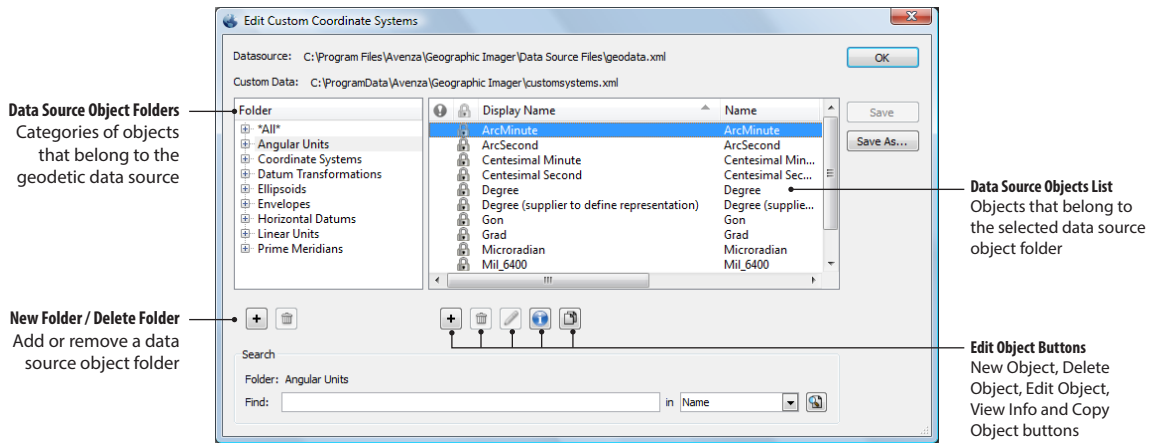 Edit Custom Coordinate Systems
Datasource: C:\Program Files\Avenza\Geographic Imager\Data Source Files\geodata.xml
OK
Custom Data: C:\ProgramData\Avenza\Geographic Imager\customsystems.xml
Data Source Object Folders
Categories of objects
that belong to the
geodetic data source
Folder
*All*
Angular Units
Coordinate Systems
Datum Transformations
Ellipsoids
Envelopes
Horizontal Datums
Linear Units
Prime Meridians
Display Name Name
ArcMinute ArcMinute
ArcSecond ArcSecond
Centesimal Minute Centesimal Min...
Centesimal Second Centesimal Sec...
Degree Degree
Degree (supplier to define representation) Degree (supplie...
Gon Gon
Grad Grad
Microradian Microradian
Mil_6400 Mil_6400
Save
Save As...
Data Source Objects List
Objects that belong to
the selected data source
object folder
New Folder / Delete Folder
Add or remove a data
source object folder
Edit Object Buttons
New Object, Delete
Object, Edit Object,
View Info and Copy
Object buttons
Search
Folder: Angular Units
Find: in Name